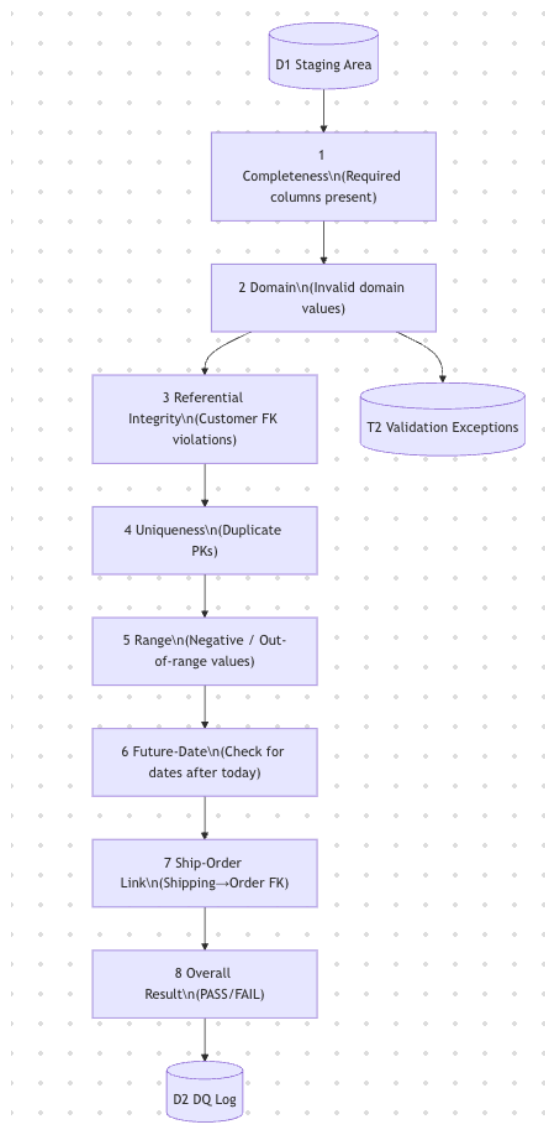 D1 Staging Area
1
Completeness\n(Required
columns present)
2 Domain\n(Invalid domain
values)
3 Referential
Integrity\n(Customer FK
violations)
T2 Validation Exceptions
4 Uniqueness\n(Duplicate
PKs)
5 Range\n(Negative / Out-
of-range values)
6 Future-Date\n(Check for
dates after today)
7 Ship-Order
Link\n(Shipping→Order FK)
8 Overall
Result\n(PASS/FAIL)
D2 DQ Log